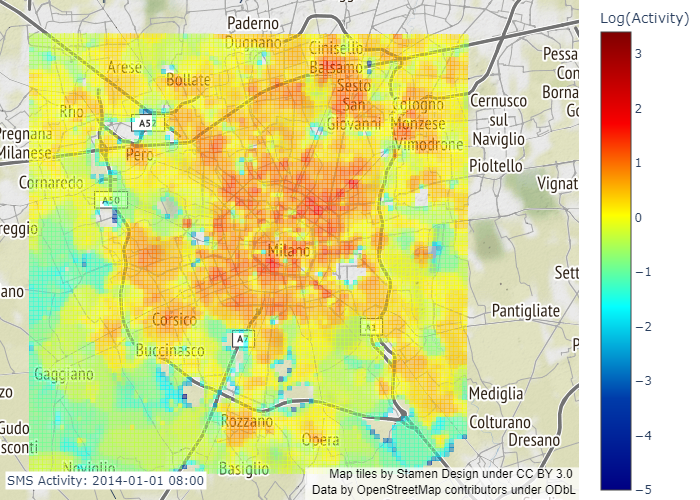 Log(Activity)
3
2
1
0
−1
−2
−3
−4
−5
Paderno
Dugnano
Cinisello
Balsamo
Arese
Bollate
Sesto
San
Giovanni
Rho
Cologno
Monzese
Cernusco
sul
Naviglio
Pessa
Con
Borna
Go
A52
Pregnana
Milanese
Pero
Vimodrone
Pioltello
Cornaredo
Vignat
A50
reggio
Milano
Sett
ano
Pantigliate
Corsico
A1
A7
Buccinasco
P
Gaggiano
zo
Mediglia
Gudo
sconti
Rozzano
Opera
Colturano
Dresano
Noviglio
Basiglio
SMS Activity: 2014-01-01 08:00
Map tiles by Stamen Design under CC BY 3.0
Data by OpenStreetMap contributors under ODbL